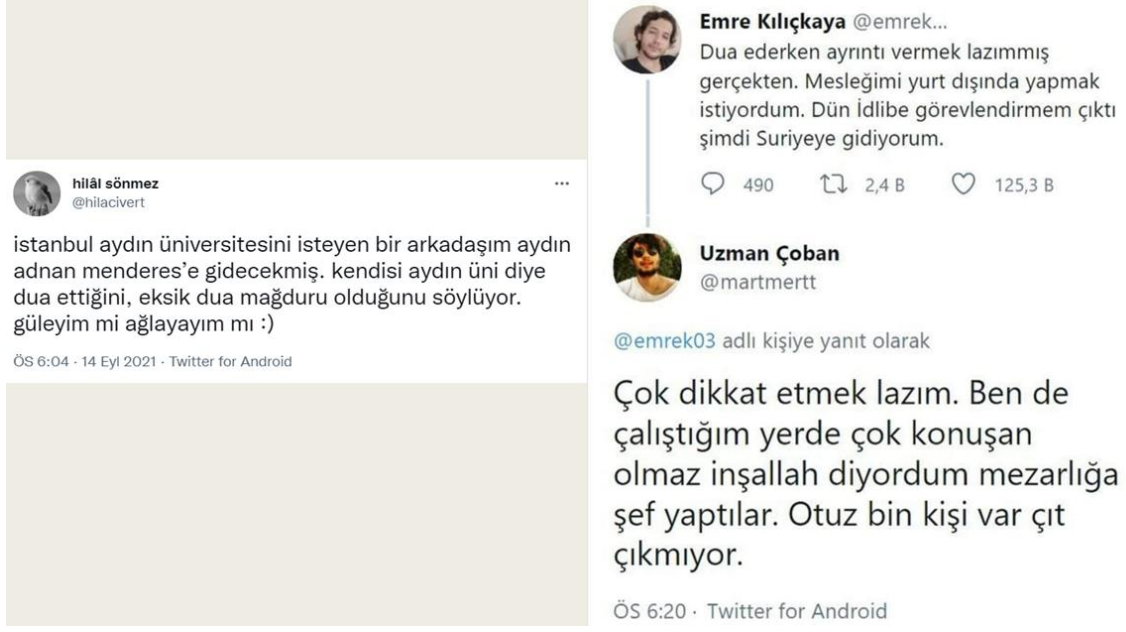 hilâl sönmez
@hilacivert
istanbul aydın üniversitesini isteyen bir arkadaşım aydın
adnan menderes’e gidecekmiş. kendisi aydın üni diye
dua ettiğini, eksik dua mağduru olduğunu söylüyor.
güleyim mi ağlayayım mı :)
ÖS 6:04 · 14 Eyl 2021 · Twitter for Android
Emre Kılıçkaya @emrek...
Dua ederken ayrıntı vermek lazımmış
gerçekten. Mesleğimi yurt dışında yapmak
istiyordum. Dün İdlibe görevlendirmem çıktı
şimdi Suriyeye gidiyorum.
490 2,4 B 125,3 B
Uzman Çoban
@martmertt
@emrek03 adlı kişiye yanıt olarak
Çok dikkat etmek lazım. Ben de
çalıştığım yerde çok konuşan
olmaz inşallah diyordum mezarlığa
şef yaptılar. Otuz bin kişi var çıt
çıkmıyor.
ÖS 6:20 · Twitter for Android